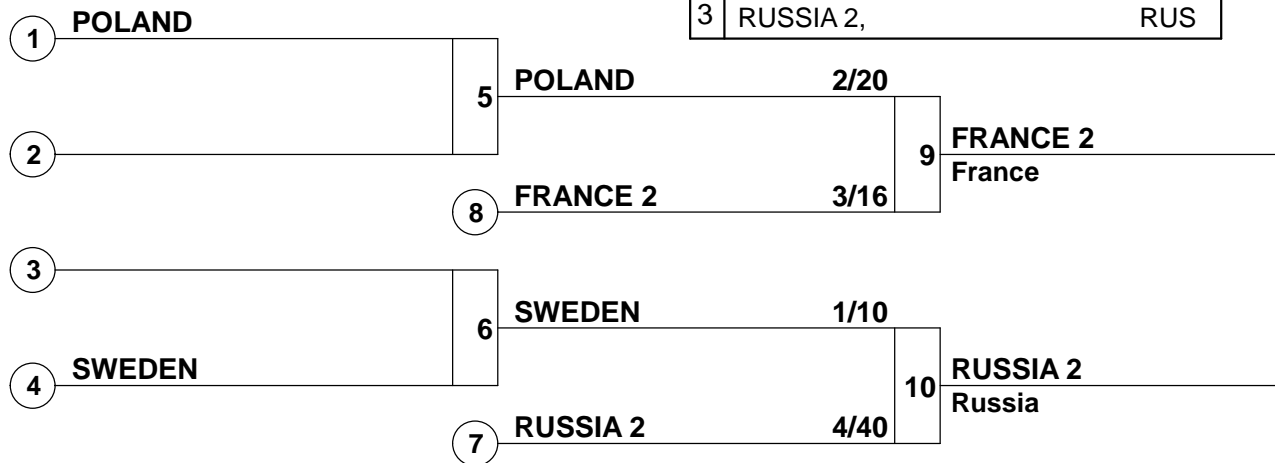 3 RUSSIA 2, RUS
1 POLAND
5 POLAND 2/20
2
9 FRANCE 2
France
8 FRANCE 2 3/16
3
6 SWEDEN 1/10
4 SWEDEN
10 RUSSIA 2
Russia
7 RUSSIA 2 4/40